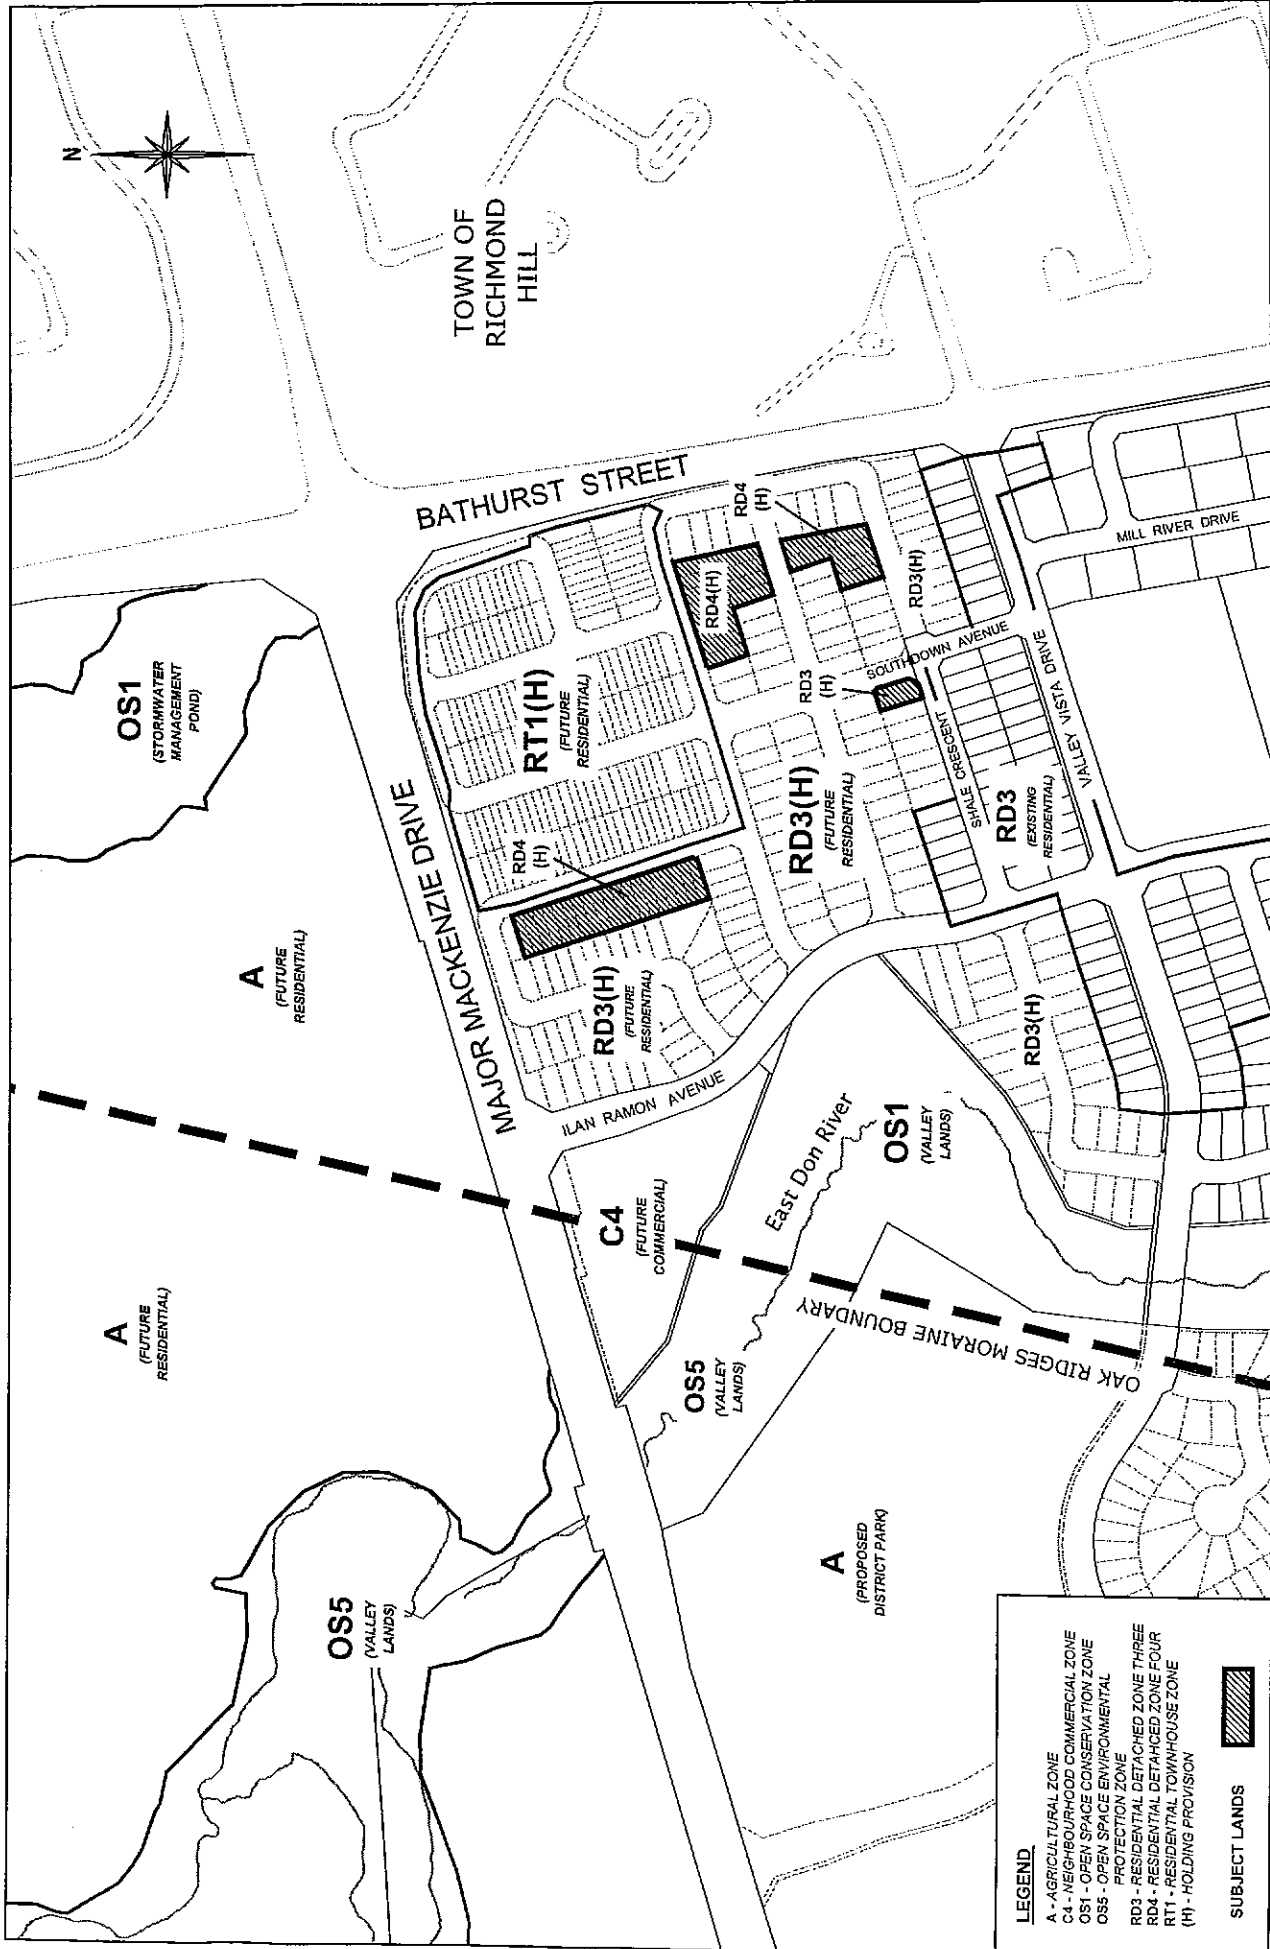 N
TOWN OF
RICHMOND
HILL
OS1
(STORMWATER
MANAGEMENT
POND)
A
(FUTURE
RESIDENTIAL)
A
(FUTURE
RESIDENTIAL)
OS5
(VALLEY
LANDS)
MAJOR MACKENZIE DRIVE
BATHURST STREET
RT1(H)
(FUTURE
RESIDENTIAL)
RD4
(H)
RD4(H)
RD4
(H)
RD3(H)
(FUTURE
RESIDENTIAL)
RD3(H)
(FUTURE
RESIDENTIAL)
RD3
(H)
RD3(H)
SOUTHDOWN AVENUE
SHALE CRESCENT
RD3
(EXISTING
RESIDENTIAL)
VALLEY VISTA DRIVE
MILL RIVER DRIVE
ILAN RAMON AVENUE
RD3(H)
C4
(FUTURE
COMMERCIAL)
East Don River
OS1
(VALLEY
LANDS)
OS5
(VALLEY
LANDS)
OAK RIDGES MORAINE BOUNDARY
A
(PROPOSED
DISTRICT PARK)
LEGEND
A - AGRICULTURAL ZONE
C4 - NEIGHBOURHOOD COMMERCIAL ZONE
OS1 - OPEN SPACE CONSERVATION ZONE
OS5 - OPEN SPACE ENVIRONMENTAL
PROTECTION ZONE
RD3 - RESIDENTIAL DETACHED ZONE THREE
RD4 - RESIDENTIAL DETAHCED ZONE FOUR
RT1 - RESIDENTIAL TOWNHOUSE ZONE
(H) - HOLDING PROVISION
SUBJECT LANDS